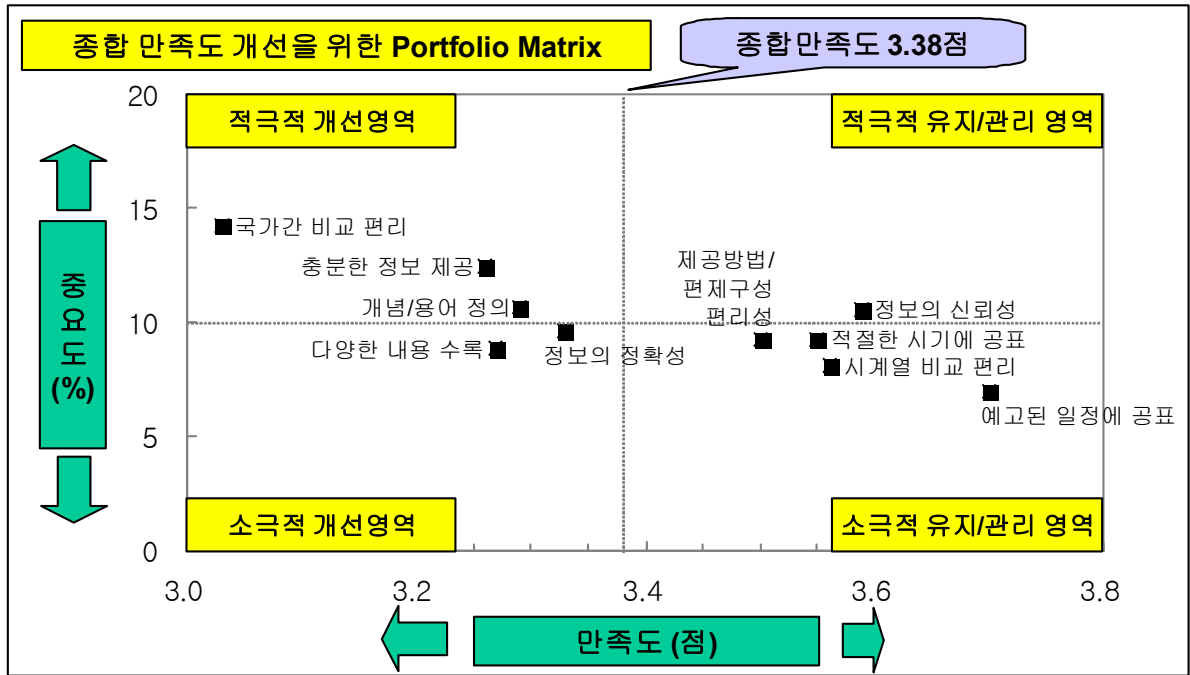 종합 만족도 개선을 위한 Portfolio Matrix
종합만족도 3.38점
20
적극적 개선영역
적극적 유지/관리 영역
15
국가간 비교 편리
충분한 정보 제공
제공방법/
편제구성
편리성
개념/용어 정의
정보의 신뢰성
10
다양한 내용 수록
정보의 정확성
적절한 시기에 공표
시계열 비교 편리
예고된 일정에 공표
중요도
(%)
5
소극적 개선영역
소극적 유지/관리 영역
0
3.0
3.2
3.4
3.6
3.8
만족도 (점)